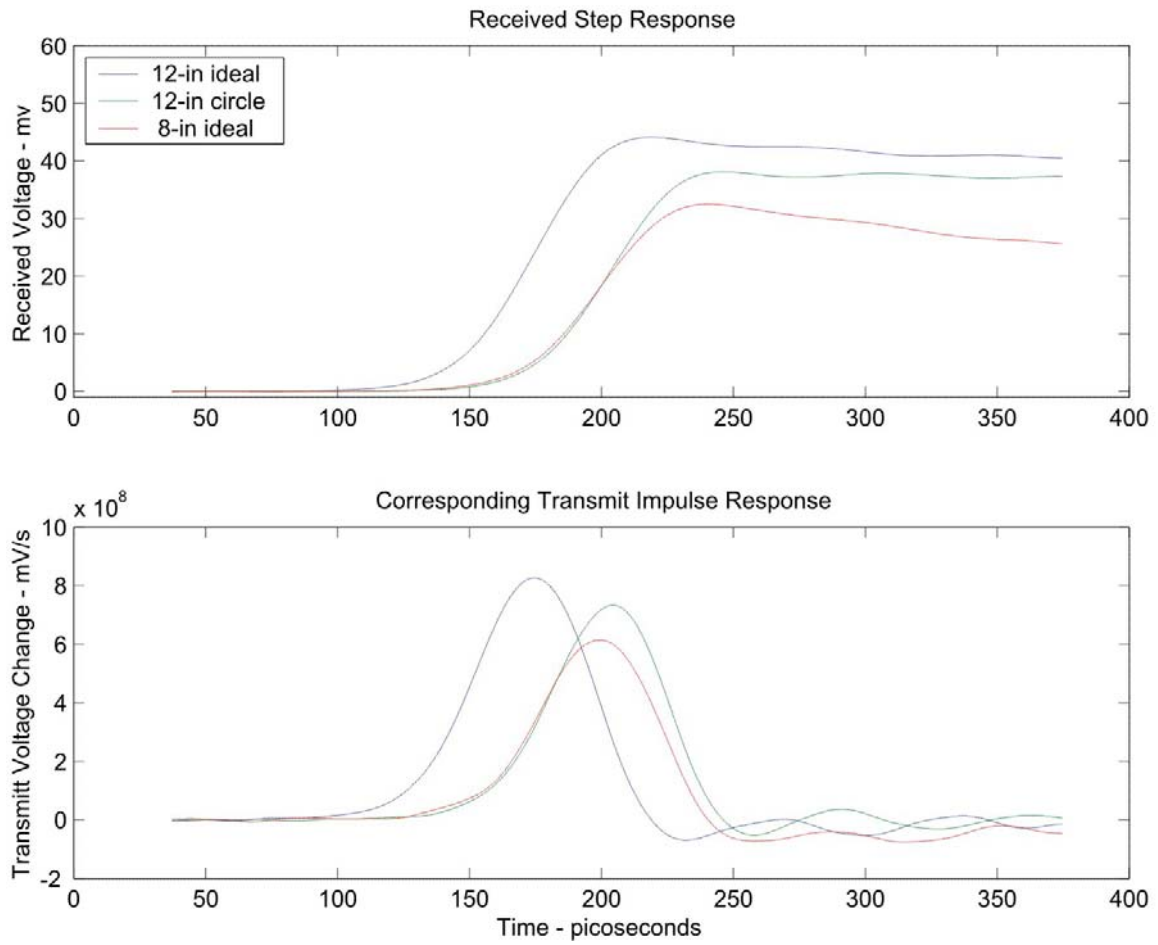 Received Step Response
60
50
40
30
20
10
0
Received Voltage - mv
12-in ideal
12-in circle
8-in ideal
0 50 100 150 200 250 300 350 400
x 10^8
Corresponding Transmit Impulse Response
10
8
6
4
2
0
-2
Transmitt Voltage Change - mV/s
0 50 100 150 200 250 300 350 400
Time - picoseconds